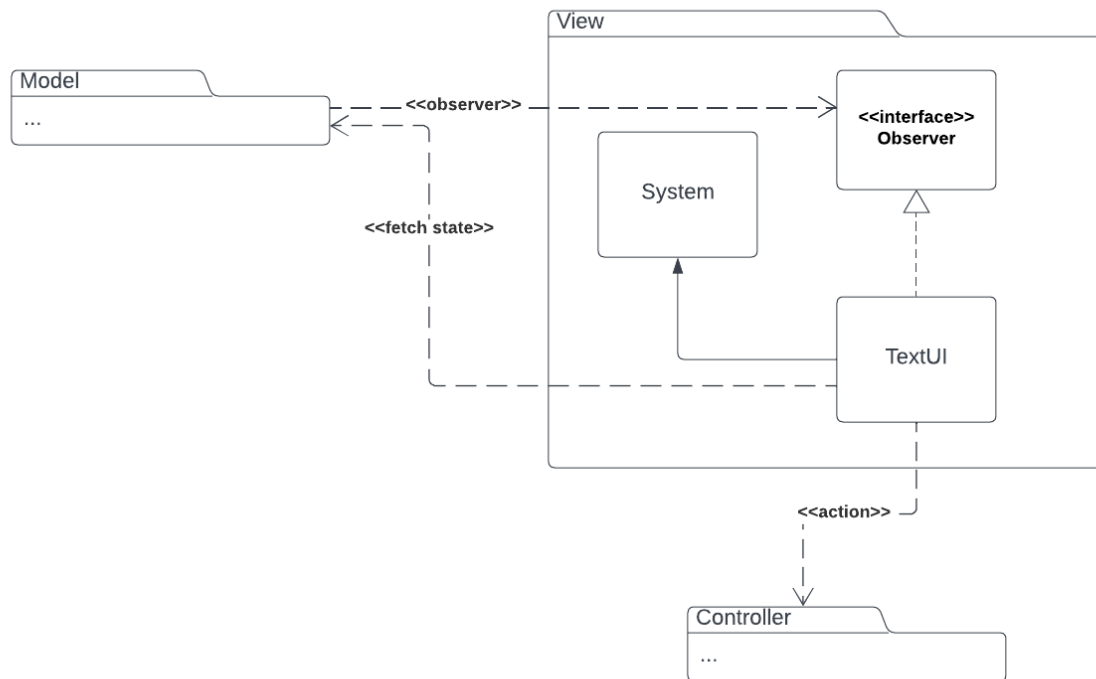 View
Model
...
<<observer>>
<<interface>>
Observer
System
<<fetch state>>
TextUI
<<action>>
Controller
...